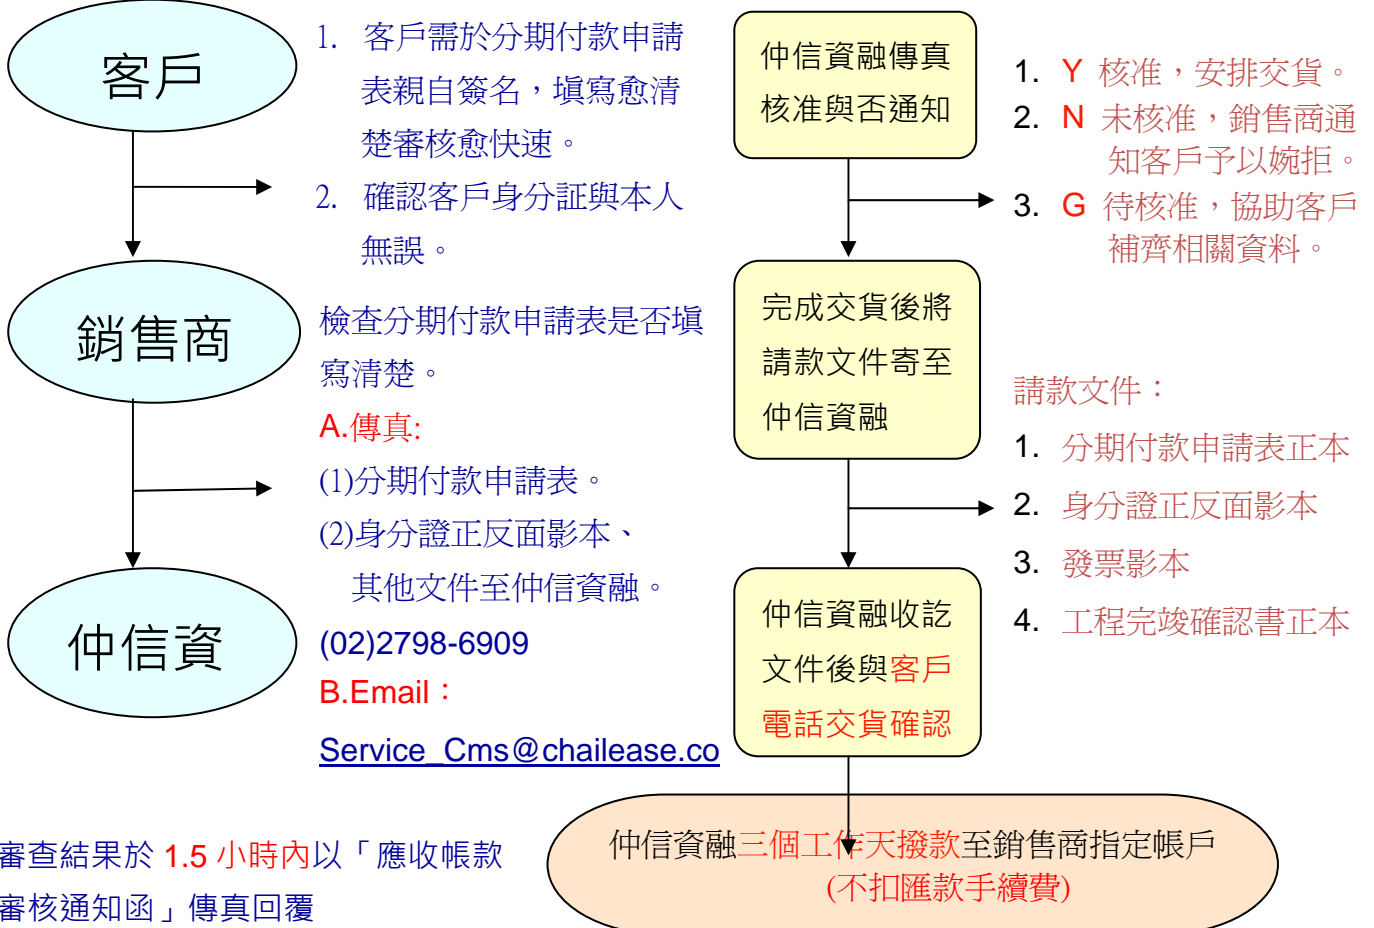 客戶
1. 客戶需於分期付款申請
表親自簽名，填寫愈清
楚審核愈快速。
2. 確認客戶身分証與本人
無誤。
銷售商
檢查分期付款申請表是否填
寫清楚。
A.傳真:
(1)分期付款申請表。
(2)身分證正反面影本、
其他文件至仲信資融。
(02)2798-6909
B.Email：
Service_Cms@chailease.co
仲信資
審查結果於 1.5 小時內以「應收帳款
審核通知函」傳真回覆
仲信資融傳真
核准與否通知
1. Y 核准，安排交貨。
2. N 未核准，銷售商通
知客戶予以婉拒。
3. G 待核准，協助客戶
補齊相關資料。
完成交貨後將
請款文件寄至
仲信資融
請款文件：
1. 分期付款申請表正本
2. 身分證正反面影本
3. 發票影本
4. 工程完竣確認書正本
仲信資融收訖
文件後與客戶
電話交貨確認
仲信資融三個工作天撥款至銷售商指定帳戶
(不扣匯款手續費)